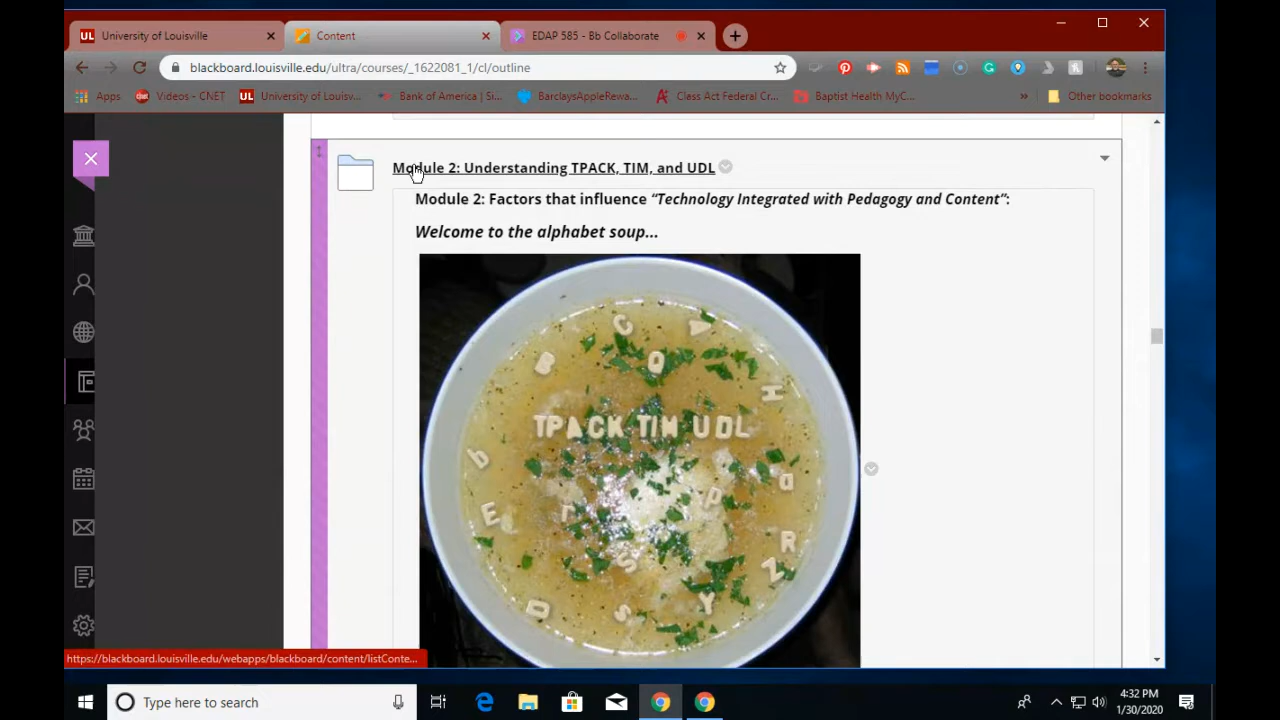 University of Louisville
Content
EDAP 585 - Bb Collaborate
blackboard.louisville.edu/ultra/courses/_1622081_1/cl/outline
Apps
Videos - CNET
University of Louisv...
Bank of America | Si...
BarclaysAppleRewa...
Class Act Federal Cr...
Baptist Health MyC...
»
Other bookmarks
Module 2: Understanding TPACK, TIM, and UDL
Module 2: Factors that influence “Technology Integrated with Pedagogy and Content”:
Welcome to the alphabet soup...
TPACK TIM UDL
https://blackboard.louisville.edu/webapps/blackboard/content/listConte...
Type here to search
4:32 PM
1/30/2020